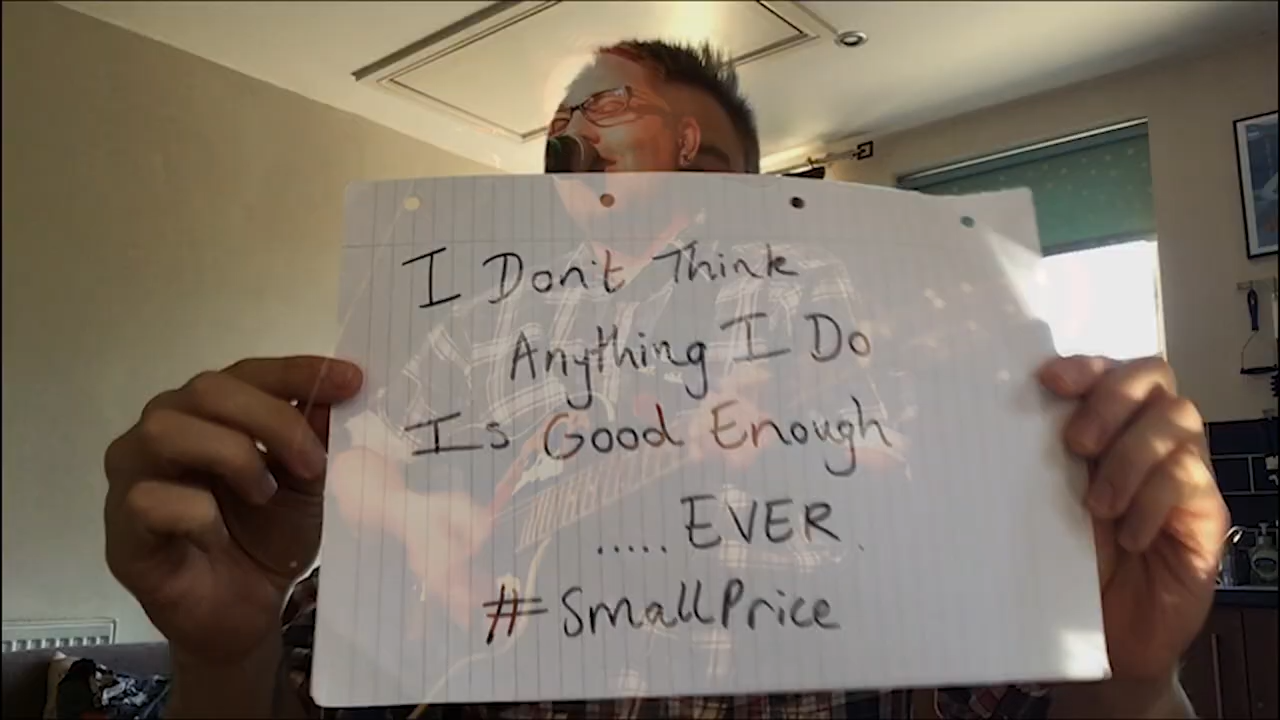 I Don't Think
Anything I Do
Is Good Enough
..... EVER.
#SmallPrice